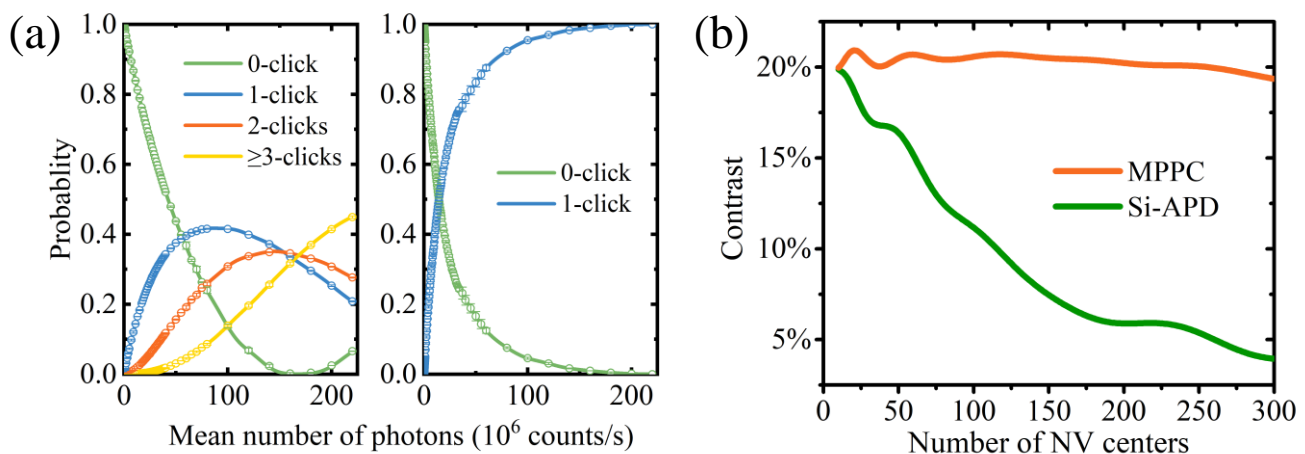 (a)
Probablity
1.0
0.8
0.6
0.4
0.2
0.0
0-click
1-click
2-clicks
≥3-clicks
0 100 200
1.0
0.8
0.6
0.4
0.2
0.0
0-click
1-click
0 100 200
Mean number of photons (10⁶ counts/s)
(b)
Contrast
20%
15%
10%
5%
MPPC
Si-APD
0 50 100 150 200 250 300
Number of NV centers